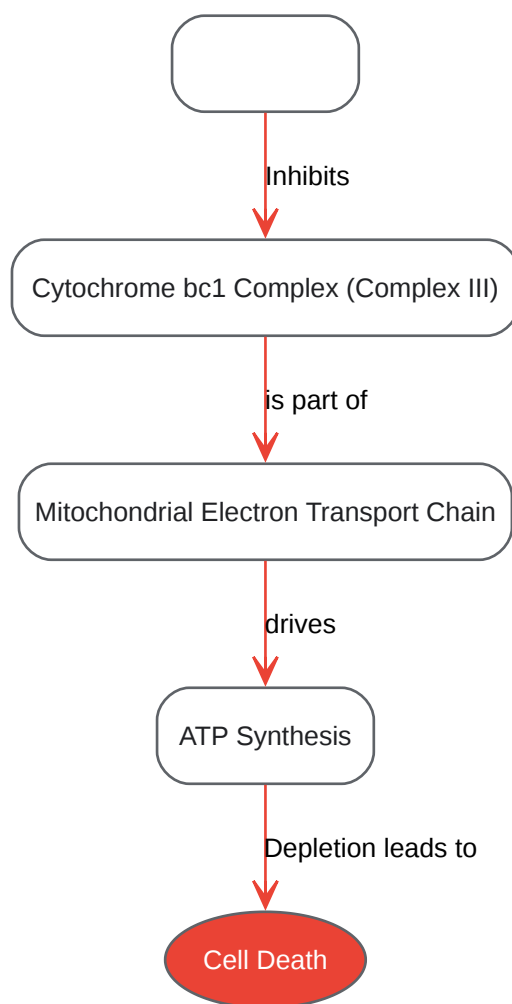 Inhibits
Cytochrome bc1 Complex (Complex III)
is part of
Mitochondrial Electron Transport Chain
drives
ATP Synthesis
Depletion leads to
Cell Death